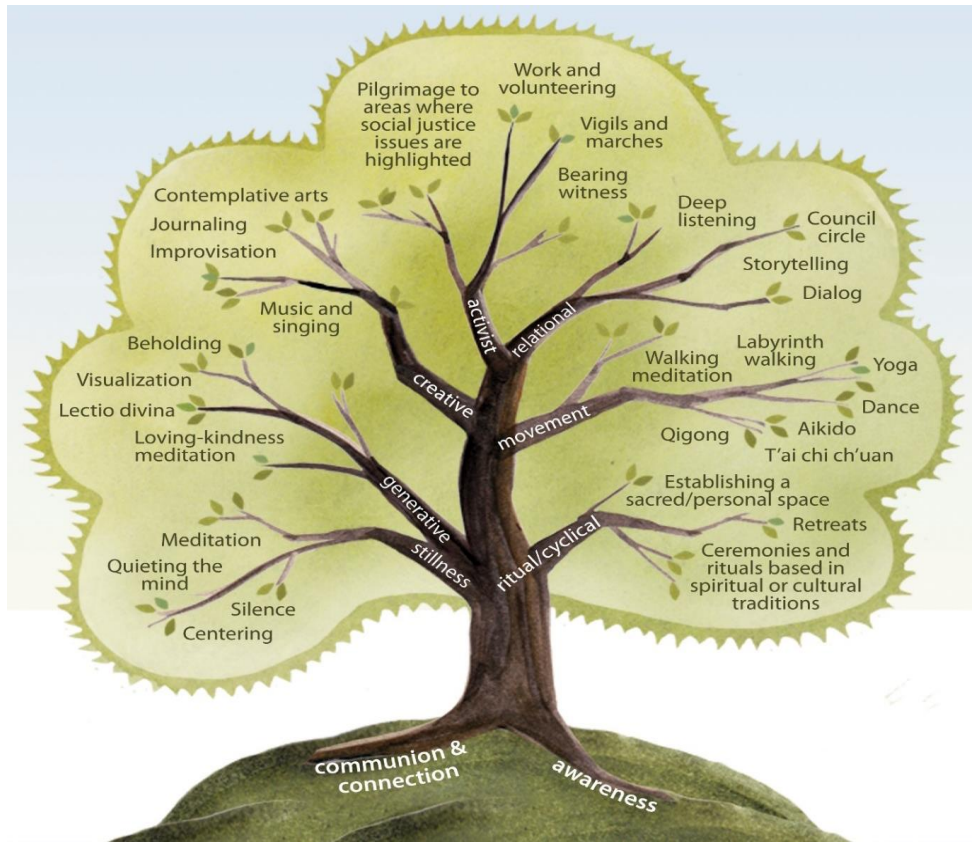 Work and
volunteering
Pilgrimage to
areas where
social justice
issues are
highlighted
Vigils and
marches
Bearing
witness
Deep
listening
Council
circle
Storytelling
Dialog
Contemplative arts
Journaling
Improvisation
Music and
singing
activist
relational
Beholding
Visualization
Lectio divina
Loving-kindness
meditation
creative
movement
Walking
meditation
Labyrinth
walking
Yoga
Dance
Aikido
Qigong
T'ai chi ch'uan
generative
stillness
ritual/cyclical
Establishing a
sacred/personal space
Retreats
Ceremonies and
rituals based in
spiritual or cultural
traditions
Meditation
Quieting the
mind
Silence
Centering
communion &
connection
awareness